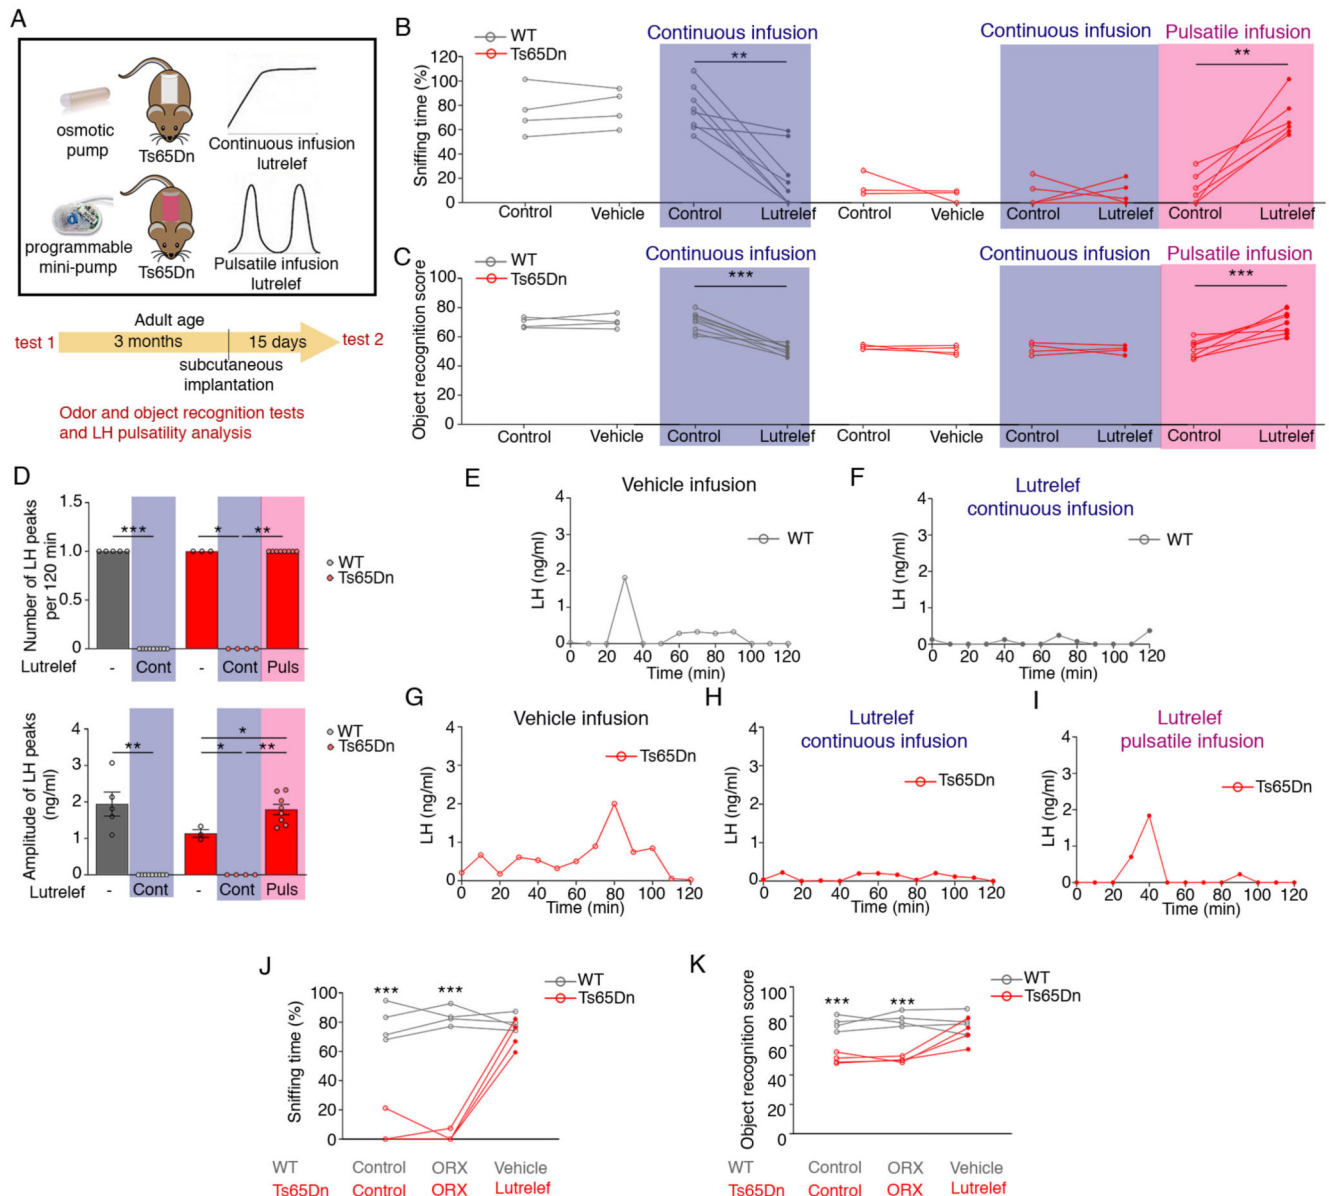 A
osmotic
pump
Ts65Dn
Continuous infusion
lutrelef
programmable
mini-pump
Ts65Dn
Pulsatile infusion
lutrelef
Adult age
test 1
3 months
15 days
test 2
subcutaneous
implantation
Odor and object recognition tests
and LH pulsatility analysis
B
WT
Ts65Dn
Continuous infusion
Continuous infusion
Pulsatile infusion
Sniffing time (%)
120
100
80
60
40
20
0
**
**
Control
Vehicle
Control
Lutrelef
Control
Vehicle
Control
Lutrelef
Control
Lutrelef
C
WT
Ts65Dn
Continuous infusion
Continuous infusion
Pulsatile infusion
Object recognition score
100
80
60
40
20
0
***
***
Control
Vehicle
Control
Lutrelef
Control
Vehicle
Control
Lutrelef
Control
Lutrelef
D
Number of LH peaks
per 120 min
1.5
1.0
0.5
0
***
*
**
WT
Ts65Dn
Lutrelef
-
Cont
-
Cont
Puls
Amplitude of LH peaks
(ng/ml)
4
3
2
1
0
**
*
*
**
WT
Ts65Dn
Lutrelef
-
Cont
-
Cont
Puls
E
Vehicle infusion
WT
LH (ng/ml)
4
3
2
1
0
0 20 40 60 80 100 120
Time (min)
F
Lutrelef
continuous infusion
WT
LH (ng/ml)
4
3
2
1
0
0 20 40 60 80 100 120
Time (min)
G
Vehicle infusion
Ts65Dn
LH (ng/ml)
4
3
2
1
0
0 20 40 60 80 100 120
Time (min)
H
Lutrelef
continuous infusion
Ts65Dn
LH (ng/ml)
4
3
2
1
0
0 20 40 60 80 100 120
Time (min)
I
Lutrelef
pulsatile infusion
Ts65Dn
LH (ng/ml)
4
3
2
1
0
0 20 40 60 80 100 120
Time (min)
J
WT
Ts65Dn
Sniffing time (%)
100
80
60
40
20
0
***
***
WT Control ORX Vehicle
Ts65Dn Control ORX Lutrelef
K
WT
Ts65Dn
Object recognition score
100
80
60
40
20
0
***
***
WT Control ORX Vehicle
Ts65Dn Control ORX Lutrelef